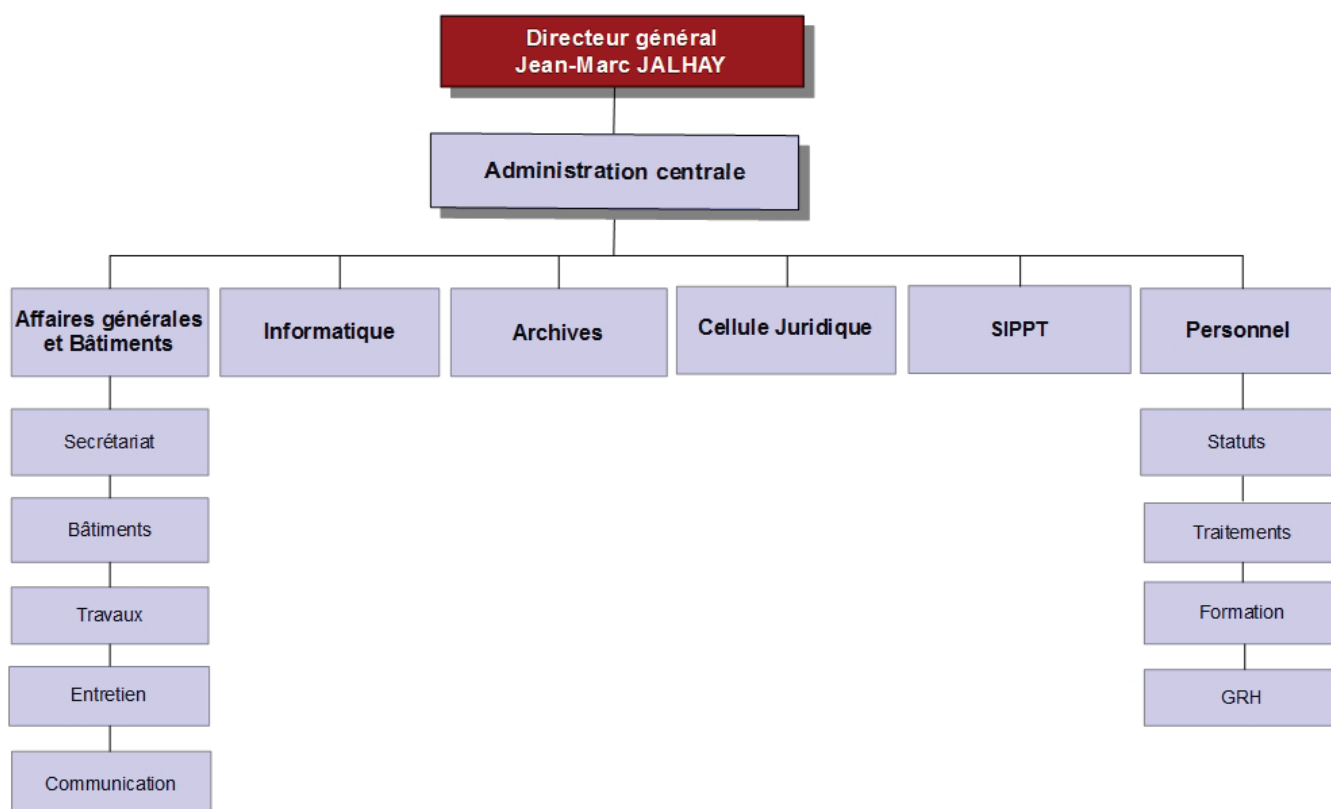 Directeur général
Jean-Marc JALHAY
Administration centrale
Affaires générales
et Bâtiments
Informatique
Archives
Cellule Juridique
SIPPT
Personnel
Secrétariat
Bâtiments
Travaux
Entretien
Communication
Statuts
Traitements
Formation
GRH